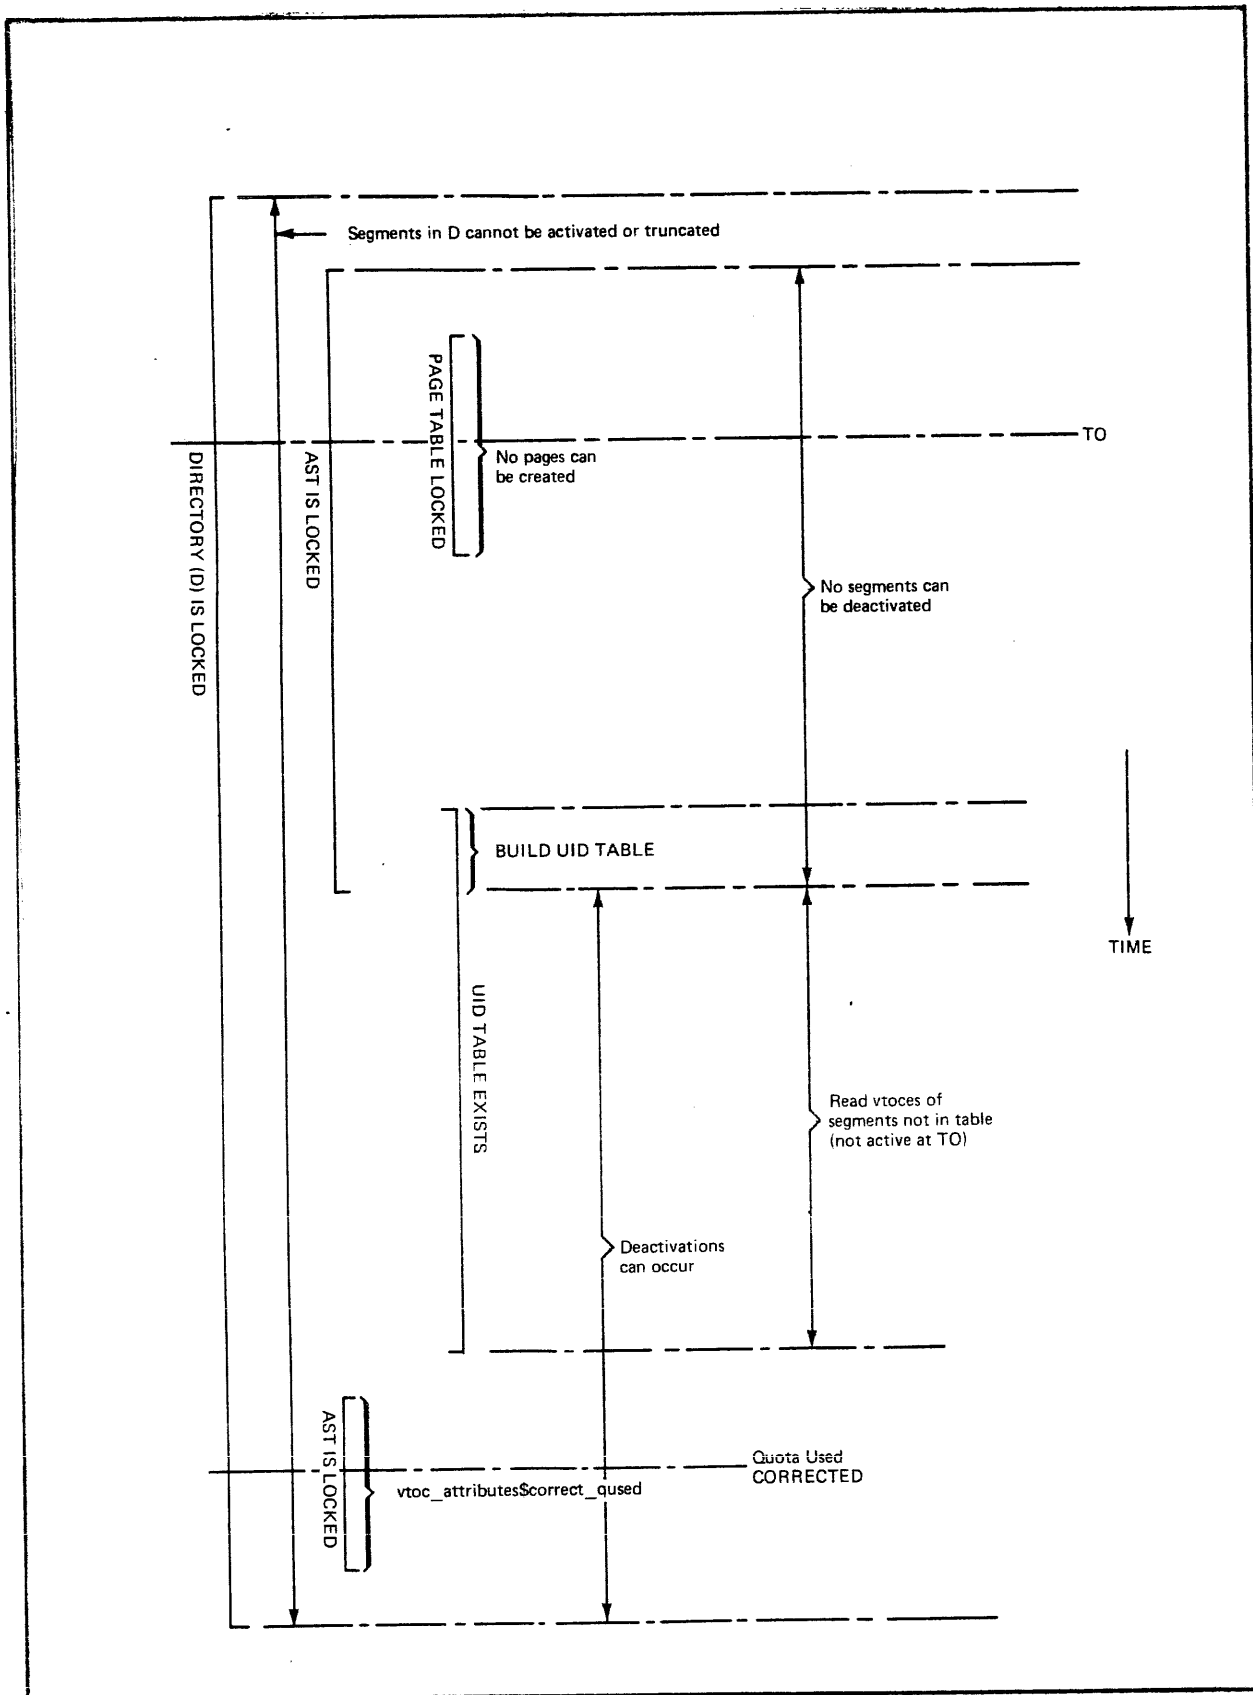 Segments in D cannot be activated or truncated
TO
PAGE TABLE LOCKED
No pages can
be created
AST IS LOCKED
DIRECTORY (D) IS LOCKED
No segments can
be deactivated
BUILD UID TABLE
TIME
UID TABLE EXISTS
Read vtoces of
segments not in table
(not active at TO)
Deactivations
can occur
AST IS LOCKED
Quota Used
CORRECTED
vtoc_attributes$correct_qused